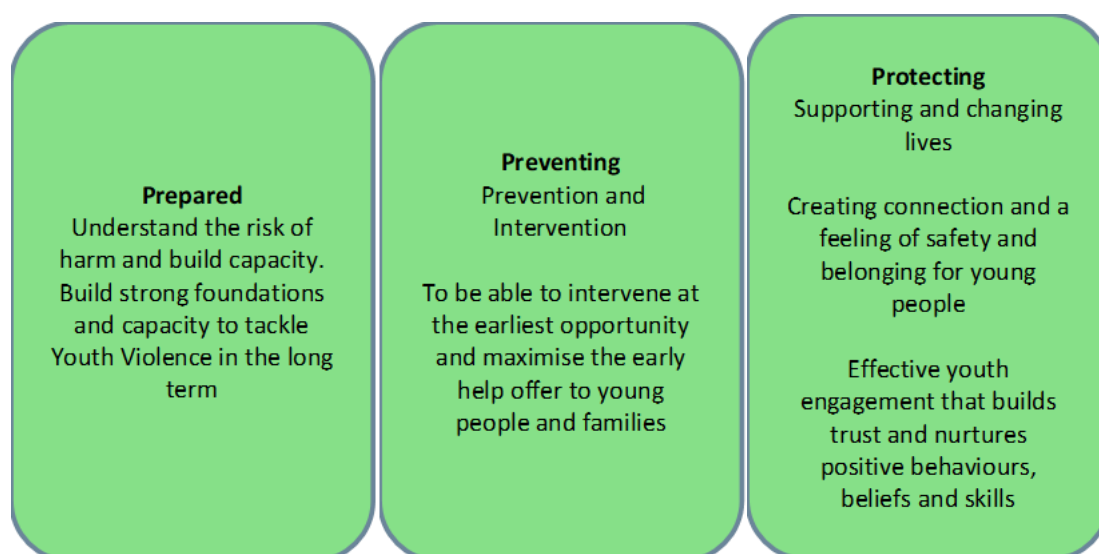 Prepared
Understand the risk of
harm and build capacity.
Build strong foundations
and capacity to tackle
Youth Violence in the long
term
Preventing
Prevention and
Intervention
To be able to intervene at
the earliest opportunity
and maximise the early
help offer to young
people and families
Protecting
Supporting and changing
lives
Creating connection and a
feeling of safety and
belonging for young
people
Effective youth
engagement that builds
trust and nurtures
positive behaviours,
beliefs and skills